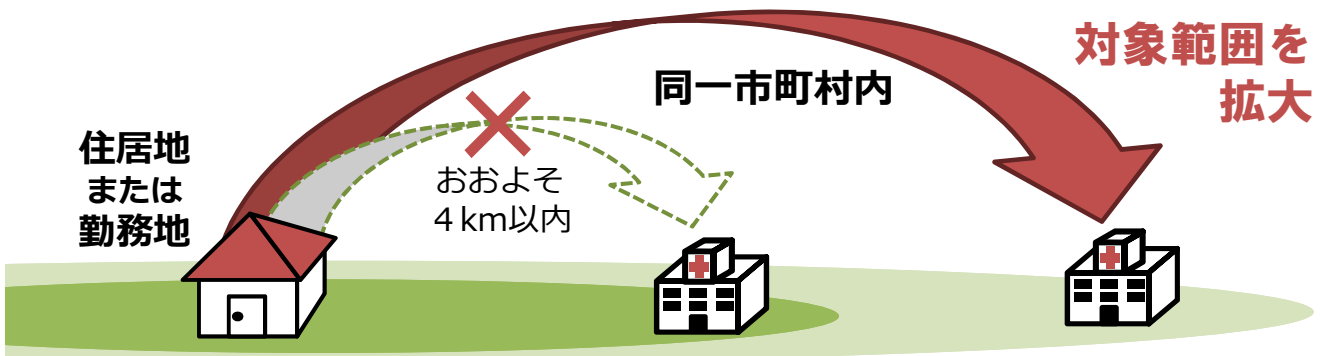 対象範囲を
拡大
同一市町村内
住居地
または
勤務地
おおよそ
４km以内